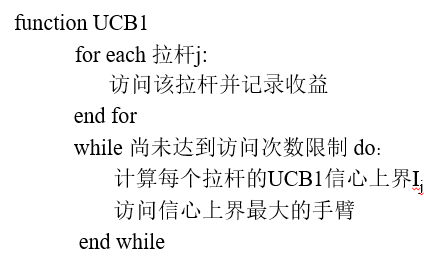 function UCB1
for each 拉杆j:
访问该拉杆并记录收益
end for
while 尚未达到访问次数限制 do：
计算每个拉杆的UCB1信心上界Ij
访问信心上界最大的手臂
end while